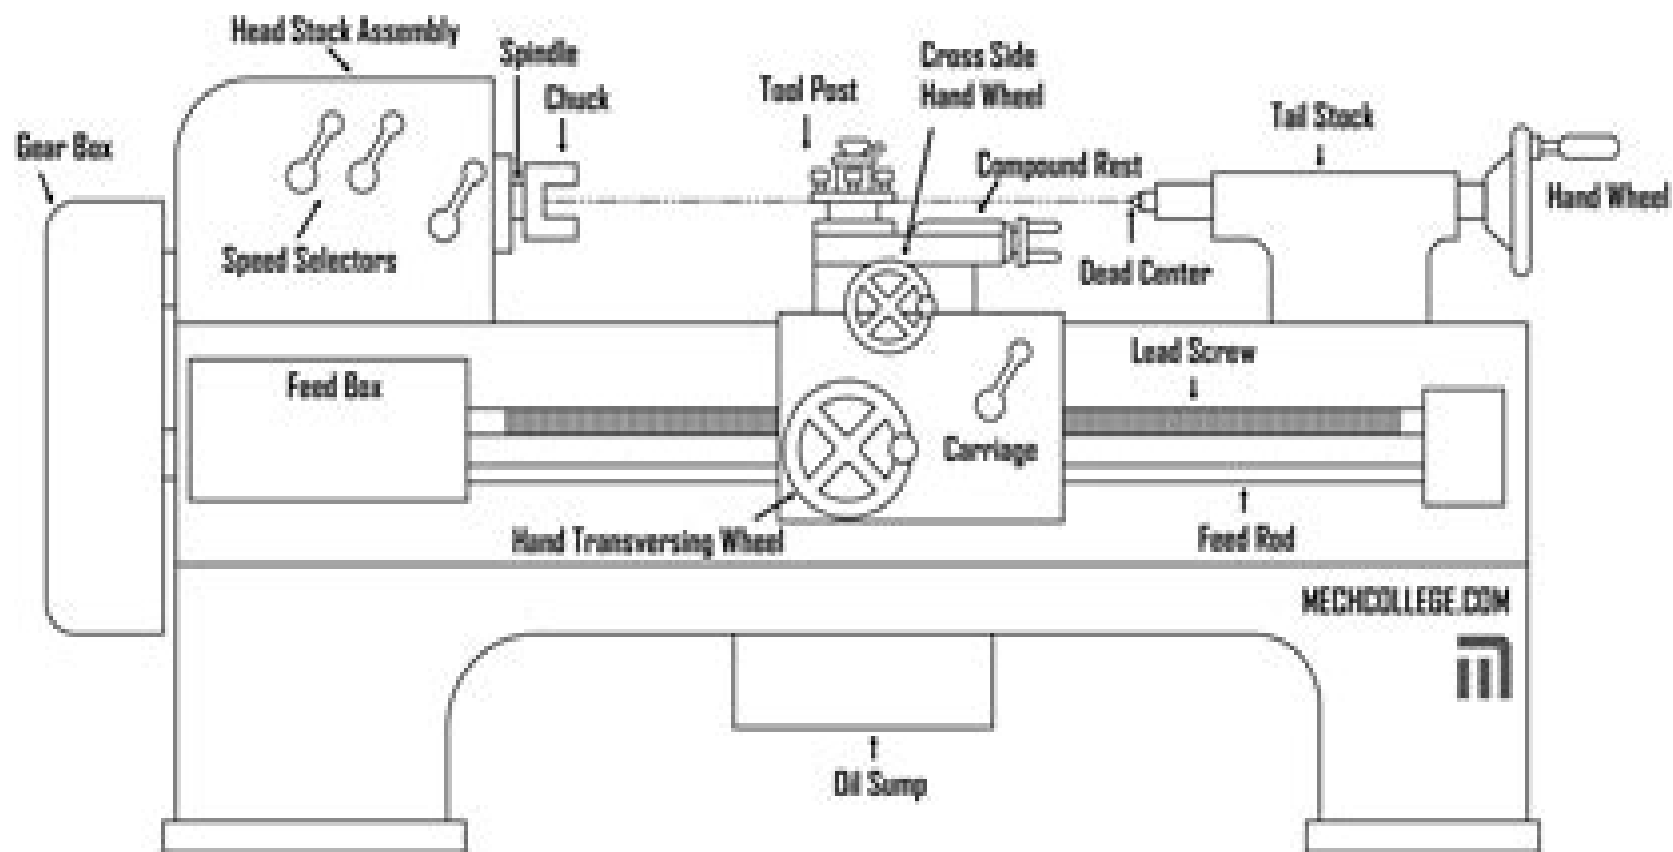 Head Stock Assembly
Spindle
Cross Side
Hand Wheel
Tool Post
Chuck
Tail Stock
Gear Box
Compound Rest
Hand Wheel
Speed Selectors
Dead Center
Lead Screw
Feed Box
Carriage
Hand Transversing Wheel
Feed Rod
MECHCOLLEGE.COM
Oil Sump